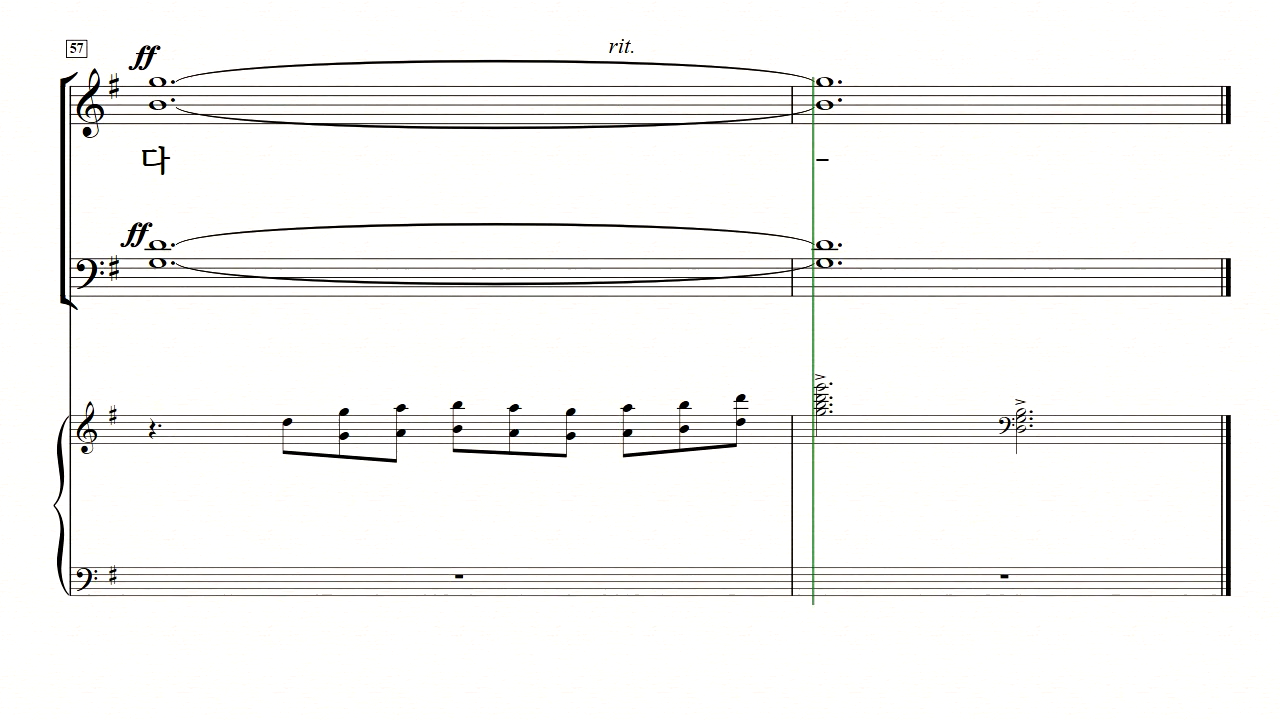 57
ff
rit.
다
-
ff